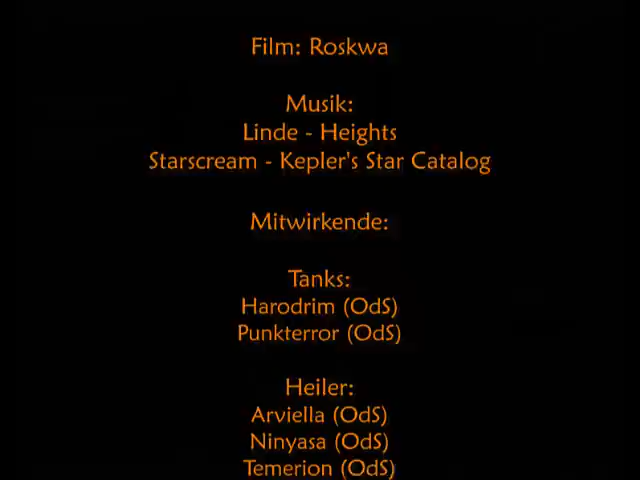 Film: Roskwa
Musik:
Linde - Heights
Starscream - Kepler's Star Catalog
Mitwirkende:
Tanks:
Harodrim (OdS)
Punkterror (OdS)
Heiler:
Arviella (OdS)
Ninyasa (OdS)
Temerion (OdS)